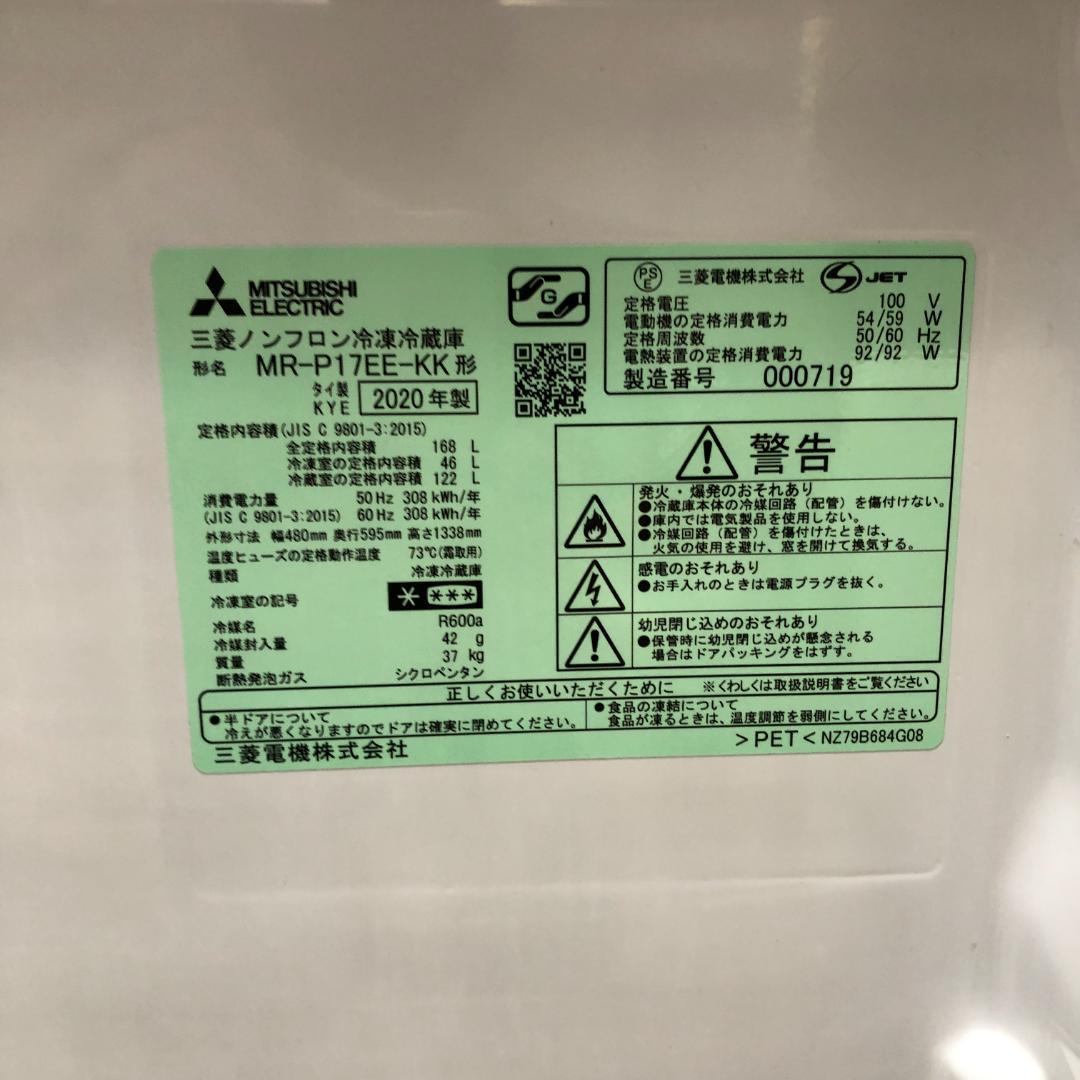 MITSUBISHI
ELECTRIC
三菱ノンフロン冷凍冷蔵庫
形名 MR-P17EE-KK形
タイ製
KYE 2020年製
定格内容積(JIS C 9801-3:2015)
全定格内容積 168 L
冷凍室の定格内容積 46 L
冷蔵室の定格内容積 122 L
消費電力量 50Hz 308kWh/年
(JIS C 9801-3:2015) 60Hz 308kWh/年
外形寸法 幅480mm 奥行595mm 高さ1338mm
温度ヒューズの定格動作温度 73℃(霜取用)
種類 冷凍冷蔵庫
冷凍室の記号 * ***
冷媒名 R600a
冷媒封入量 42 g
質量 37 kg
断熱発泡ガス シクロペンタン
G
PS
E 三菱電機株式会社 S JET
定格電圧 100 V
電動機の定格消費電力 54/59 W
定格周波数 50/60 Hz
電熱装置の定格消費電力 92/92 W
製造番号 000719
警告
発火・爆発のおそれあり
●冷蔵庫本体の冷媒回路(配管)を傷付けない。
●庫内では電気製品を使用しない。
●冷媒回路(配管)を傷付けたときは、
火気の使用を避け、窓を開けて換気する。
感電のおそれあり
●お手入れのときは電源プラグを抜く。
幼児閉じ込めのおそれあり
●保管時に幼児閉じ込めが懸念される
場合はドアパッキングをはずす。
正しくお使いいただくために ※くわしくは取扱説明書をご覧ください
●半ドアについて
冷えが悪くなりますのでドアは確実に閉めてください。
●食品の凍結について
食品が凍るときは、温度調節を弱側にしてください。
三菱電機株式会社
>PET< NZ79B684G08